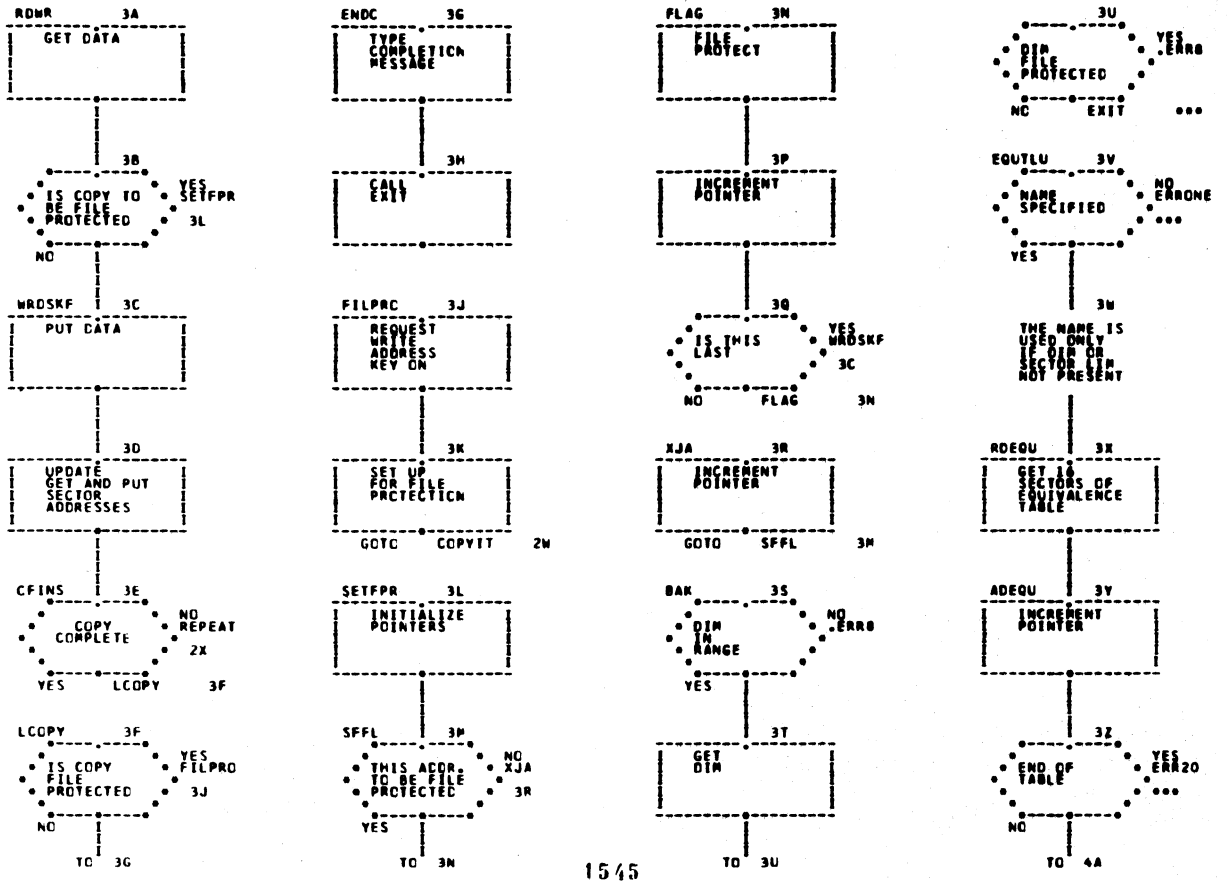 RDWR 3A
GET DATA
3B
IS COPY TO
BE FILE
PROTECTED
YES
SETFPR
3L
NO
WRDSKF 3C
PUT DATA
3D
UPDATE
GET AND PUT
SECTOR
ADDRESSES
CFINS 3E
COPY
COMPLETE
NO
REPEAT
2X
YES LCOPY 3F
LCOPY 3F
IS COPY
FILE
PROTECTED
YES
FILPRO
3J
NO
TO 3G
ENDC 3G
TYPE
COMPLETION
MESSAGE
3H
CALL
EXIT
FILPRC 3J
REQUEST
WRITE
ADDRESS
KEY ON
3K
SET UP
FOR FILE
PROTECTION
GOTO COPYIT 2W
SETFPR 3L
INITIALIZE
POINTERS
SFFL 3M
THIS ADDR.
TO BE FILE
PROTECTED
NO
XJA
3R
YES
TO 3N
FLAG 3N
FILE
PROTECT
3P
INCREMENT
POINTER
3Q
IS THIS
LAST
YES
WRDSKF
3C
NO FLAG 3N
XJA 3R
INCREMENT
POINTER
GOTO SFFL 3M
BAK 3S
DIM
IN
RANGE
NO
.ERR8
YES
3T
GET
DIM
TO 3U
3U
DIM
FILE
PROTECTED
YES
.ERR8
NO EXIT ***
EQUTLU 3V
NAME
SPECIFIED
NO
ERRONE
***
YES
3W
THE NAME IS
USED ONLY
IF DIM OR
SECTOR LIM
NOT PRESENT
RDEQU 3X
GET 16
SECTORS OF
EQUIVALENCE
TABLE
ADEQU 3Y
INCREMENT
POINTER
3Z
END OF
TABLE
YES
ERR20
***
NO
TO 4A
1545